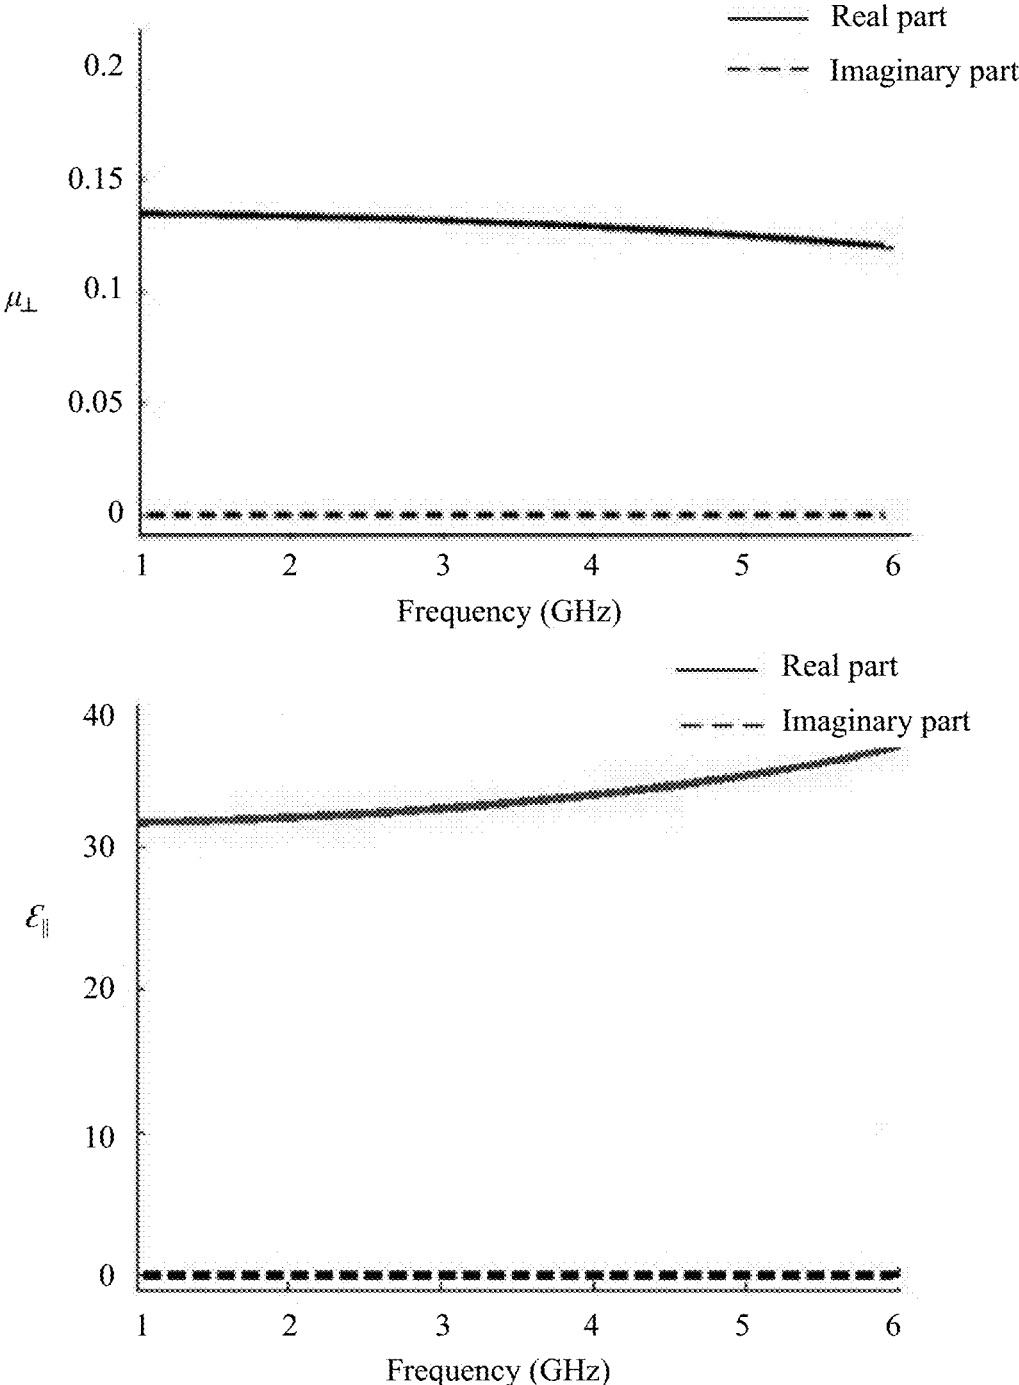 Real part
Imaginary part
0.2
0.15
0.1
0.05
0
μ⊥
1 2 3 4 5 6
Frequency (GHz)
Real part
Imaginary part
40
30
20
10
0
ε∥
1 2 3 4 5 6
Frequency (GHz)